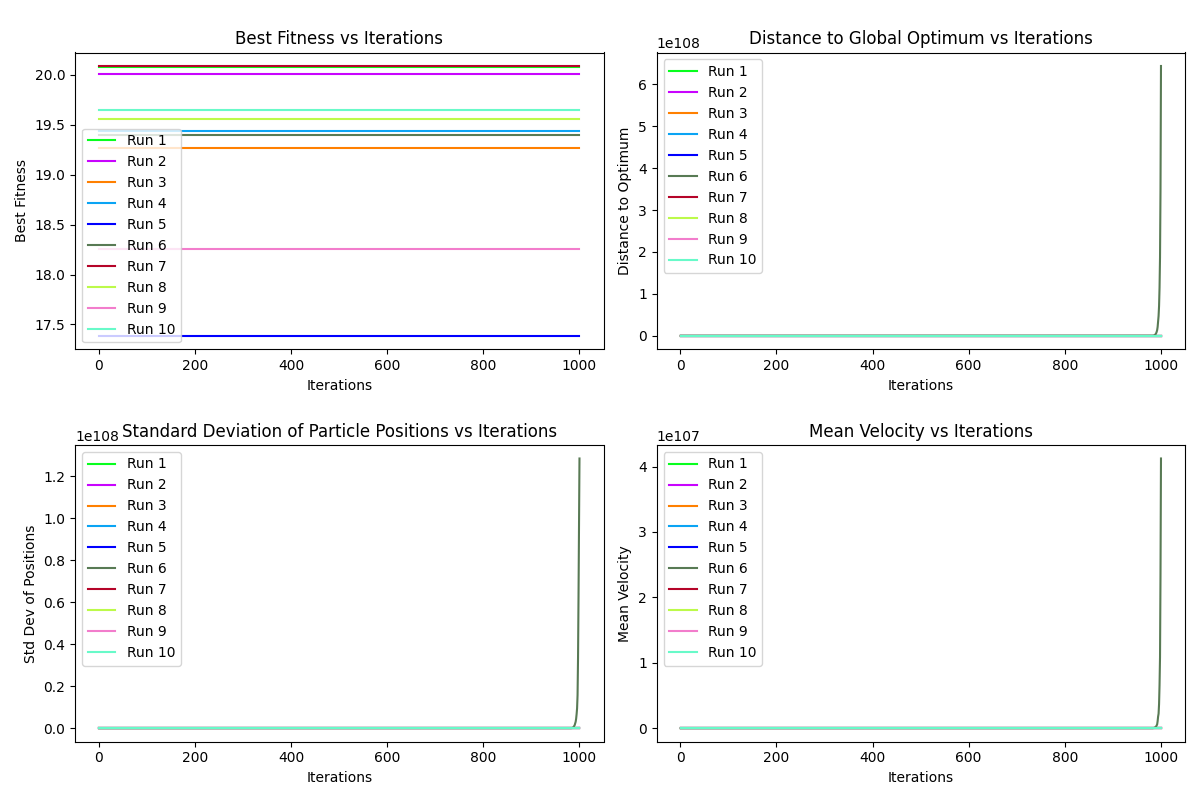 Best Fitness vs Iterations
Best Fitness
20.0
19.5
19.0
18.5
18.0
17.5
Run 1
Run 2
Run 3
Run 4
Run 5
Run 6
Run 7
Run 8
Run 9
Run 10
0 200 400 600 800 1000
Iterations
Distance to Global Optimum vs Iterations
1e108
Distance to Optimum
6
5
4
3
2
1
0
Run 1
Run 2
Run 3
Run 4
Run 5
Run 6
Run 7
Run 8
Run 9
Run 10
0 200 400 600 800 1000
Iterations
Standard Deviation of Particle Positions vs Iterations
1e108
Std Dev of Positions
1.2
1.0
0.8
0.6
0.4
0.2
0.0
Run 1
Run 2
Run 3
Run 4
Run 5
Run 6
Run 7
Run 8
Run 9
Run 10
0 200 400 600 800 1000
Iterations
Mean Velocity vs Iterations
1e107
Mean Velocity
4
3
2
1
0
Run 1
Run 2
Run 3
Run 4
Run 5
Run 6
Run 7
Run 8
Run 9
Run 10
0 200 400 600 800 1000
Iterations